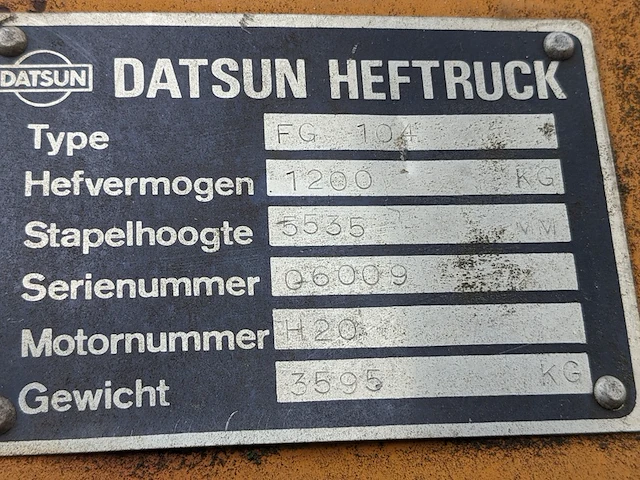 DATSUN DATSUN HEFTRUCK
Type FG 104
Hefvermogen 1200 KG
Stapelhoogte 5535 MM
Serienummer 06009
Motornummer H20
Gewicht 3595 KG